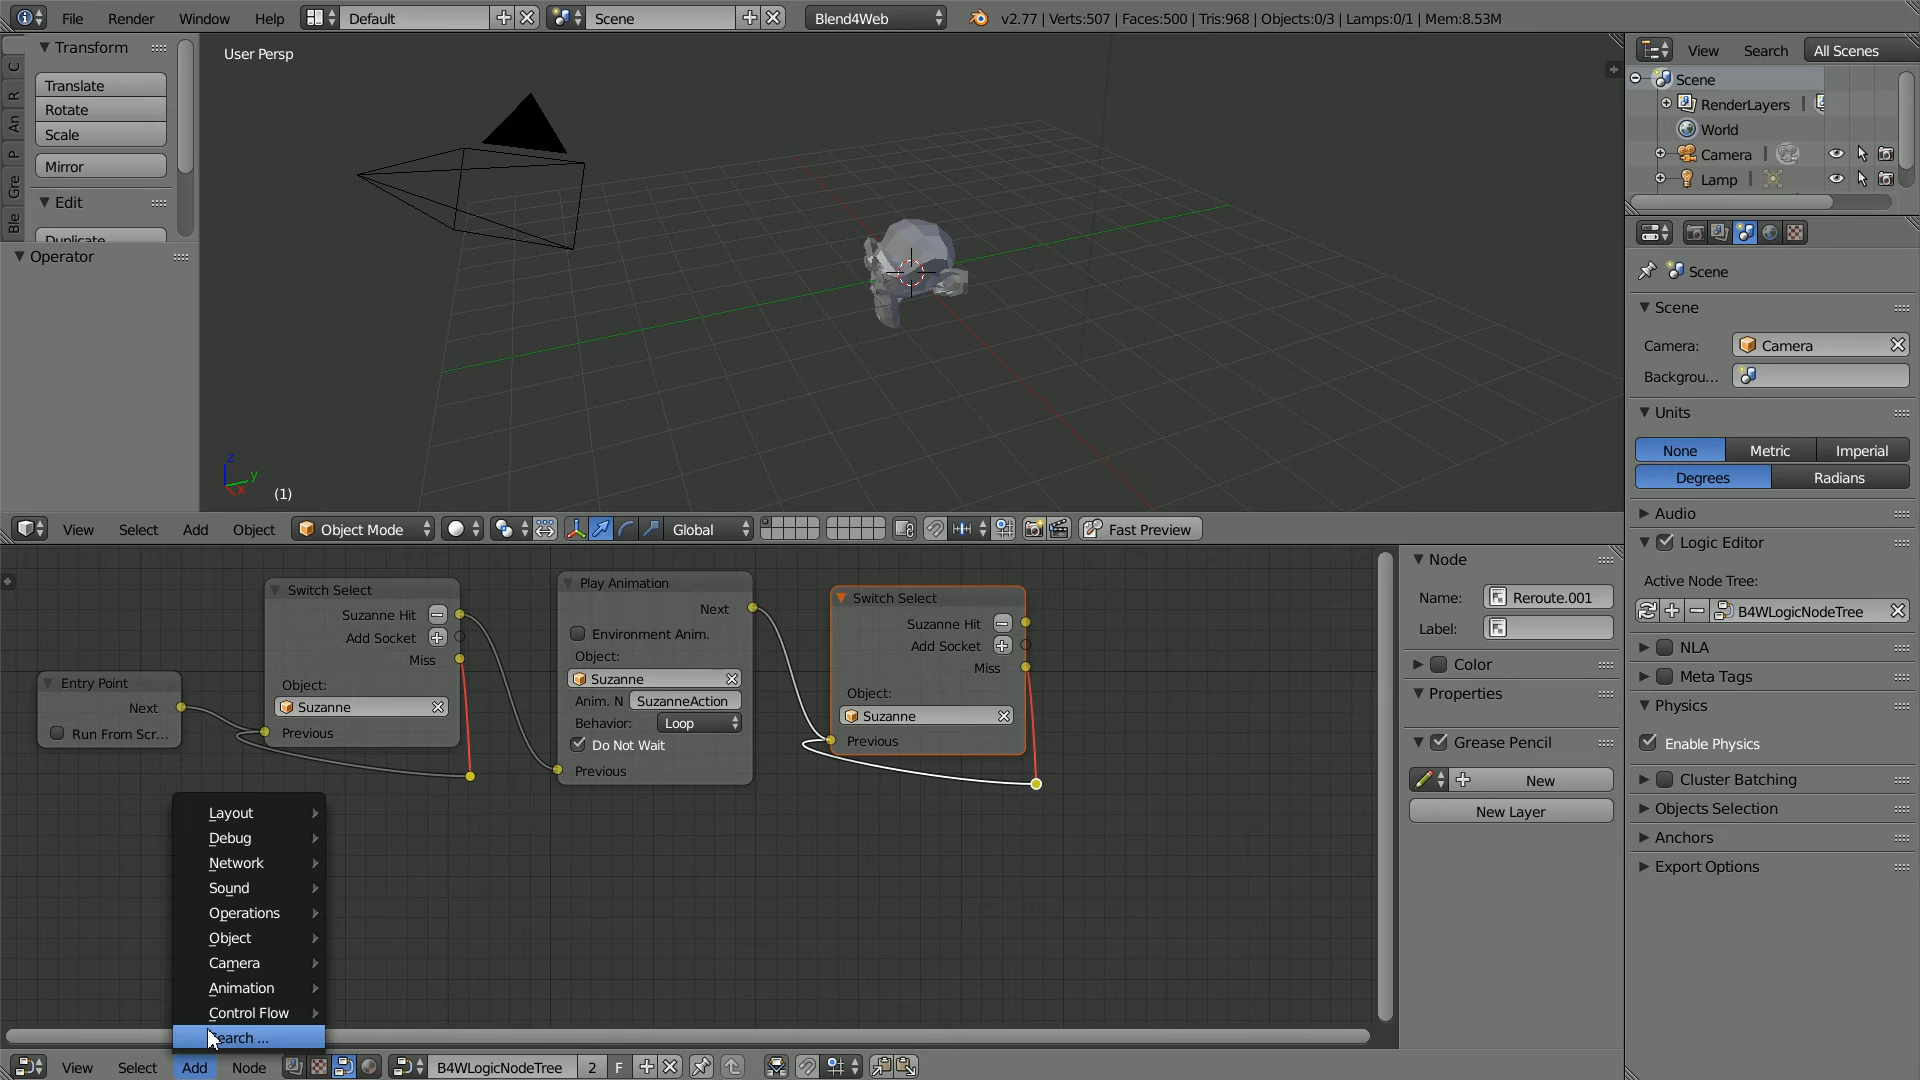 File Render Window Help Default Scene Blend4Web v2.77 | Verts:507 | Faces:500 | Tris:968 | Objects:0/3 | Lamps:0/1 | Mem:8.53M
Transform
Translate
Rotate
Scale
Mirror
Edit
Duplicate
Operator
C
R
An
P
Gre
Ble
User Persp
z
y
x
(1)
View Select Add Object Object Mode Global Fast Preview
View Search All Scenes
Scene
RenderLayers
World
Camera
Lamp
Scene
Scene
Camera: Camera
Backgrou...
Units
None Metric Imperial
Degrees Radians
Audio
Logic Editor
Active Node Tree:
B4WLogicNodeTree
NLA
Meta Tags
Physics
Enable Physics
Cluster Batching
Objects Selection
Anchors
Export Options
Entry Point
Next
Run From Scr...
Switch Select
Suzanne Hit
Add Socket
Miss
Object:
Suzanne
Previous
Play Animation
Next
Environment Anim.
Object:
Suzanne
Anim. N SuzanneAction
Behavior: Loop
Do Not Wait
Previous
Switch Select
Suzanne Hit
Add Socket
Miss
Object:
Suzanne
Previous
Node
Name: Reroute.001
Label:
Color
Properties
Grease Pencil
New
New Layer
Layout
Debug
Network
Sound
Operations
Object
Camera
Animation
Control Flow
earch ...
View Select Add Node B4WLogicNodeTree 2 F